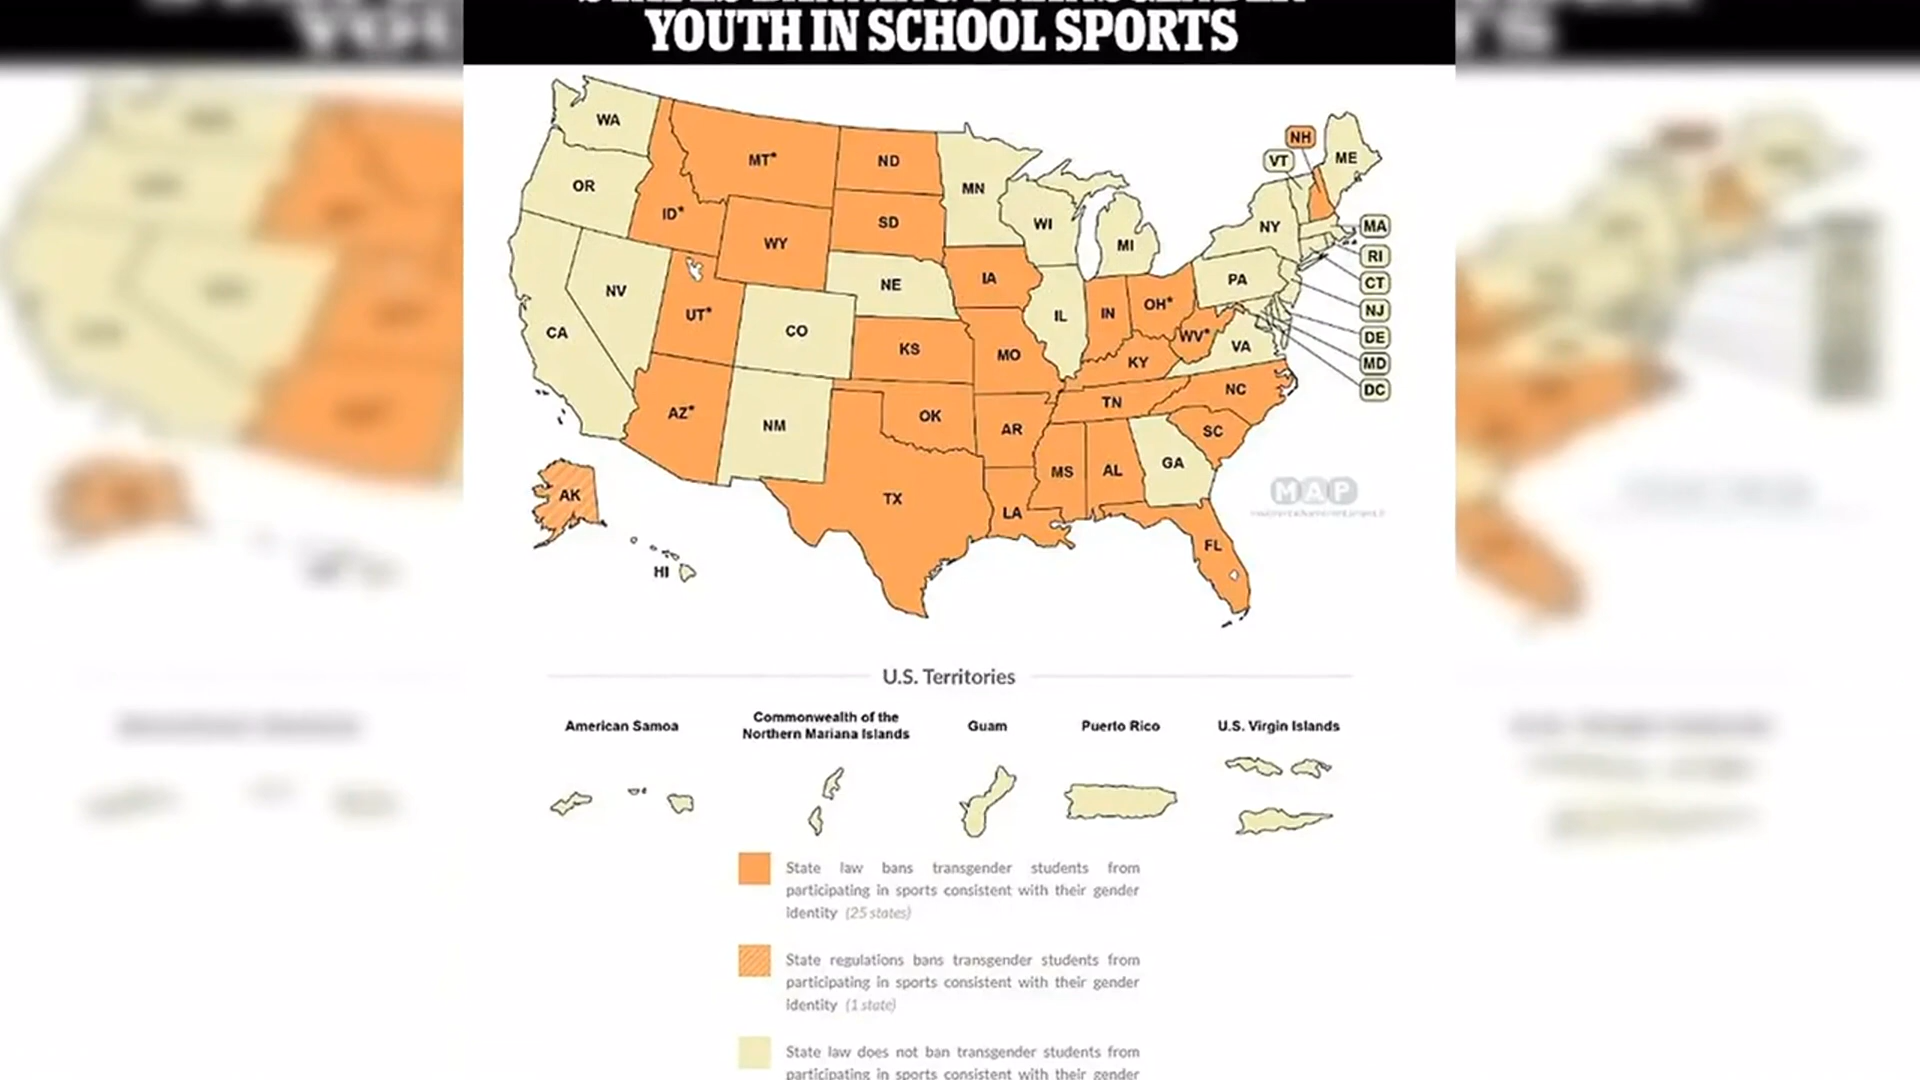 YOUTH IN SCHOOL SPORTS
WA
OR
CA
NV
ID*
MT*
WY
UT*
AZ*
CO
NM
ND
SD
NE
KS
OK
TX
MN
IA
MO
AR
LA
WI
IL
MI
IN
OH*
KY
TN
MS
AL
GA
FL
SC
NC
VA
WV*
PA
NY
VT
NH
ME
MA
RI
CT
NJ
DE
MD
DC
AK
HI
MAP
U.S. Territories
American Samoa
Commonwealth of the
Northern Mariana Islands
Guam
Puerto Rico
U.S. Virgin Islands
State law bans transgender students from
participating in sports consistent with their gender
identity (25 states)
State regulations bans transgender students from
participating in sports consistent with their gender
identity (1 state)
State law does not ban transgender students from
participating in sports consistent with their gender